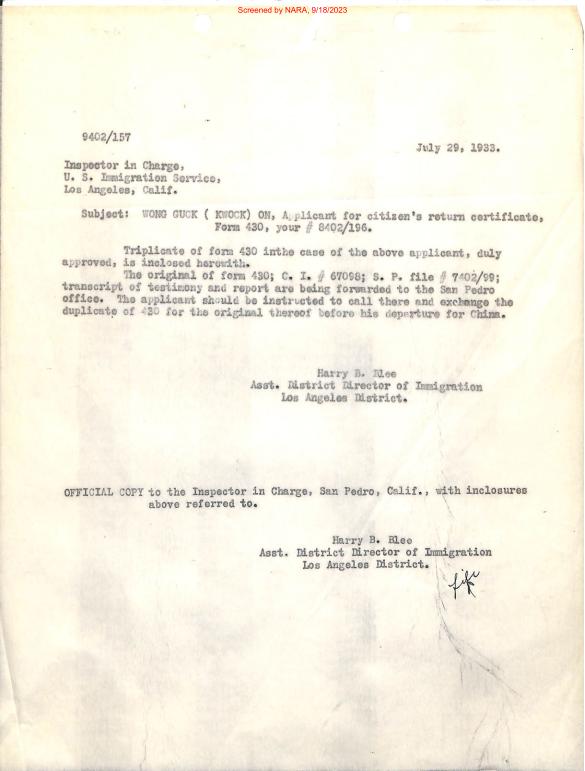 Screened by NARA, 9/18/2023
9402/157
July 29, 1933.
Inspector in Charge,
U. S. Immigration Service,
Los Angeles, Calif.
Subject: WONG GUCK ( KWOCK) ON, Applicant for citizen's return certificate,
Form 430, your # 8402/196.
Triplicate of form 430 inthe case of the above applicant, duly
approved, is inclosed herewith.
The original of form 430; C. I. # 67098; S. P. file # 7402/99;
transcript of testimony and report are being forwarded to the San Pedro
office. The applicant should be instructed to call there and exchange the
duplicate of 430 for the original thereof before his departure for China.
Harry B. Blee
Asst. District Director of Immigration
Los Angeles District.
OFFICIAL COPY to the Inspector in Charge, San Pedro, Calif., with inclosures
above referred to.
Harry B. Blee
Asst. District Director of Immigration
Los Angeles District.